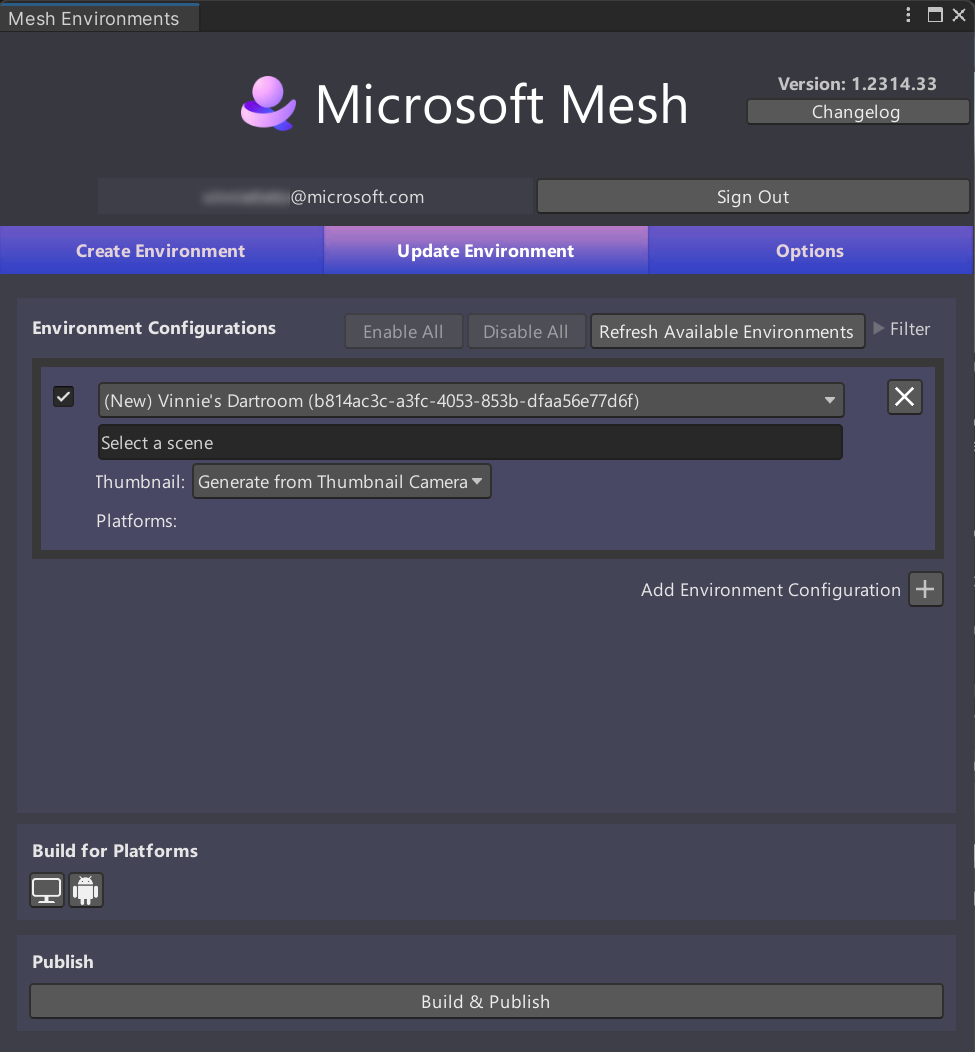 Mesh Environments
Microsoft Mesh
Version: 1.2314.33
Changelog
@microsoft.com
Sign Out
Create Environment
Update Environment
Options
Environment Configurations
Enable All
Disable All
Refresh Available Environments
Filter
(New) Vinnie's Dartroom (b814ac3c-a3fc-4053-853b-dfaa56e77d6f)
Select a scene
Thumbnail: Generate from Thumbnail Camera
Platforms:
Add Environment Configuration
Build for Platforms
Publish
Build & Publish